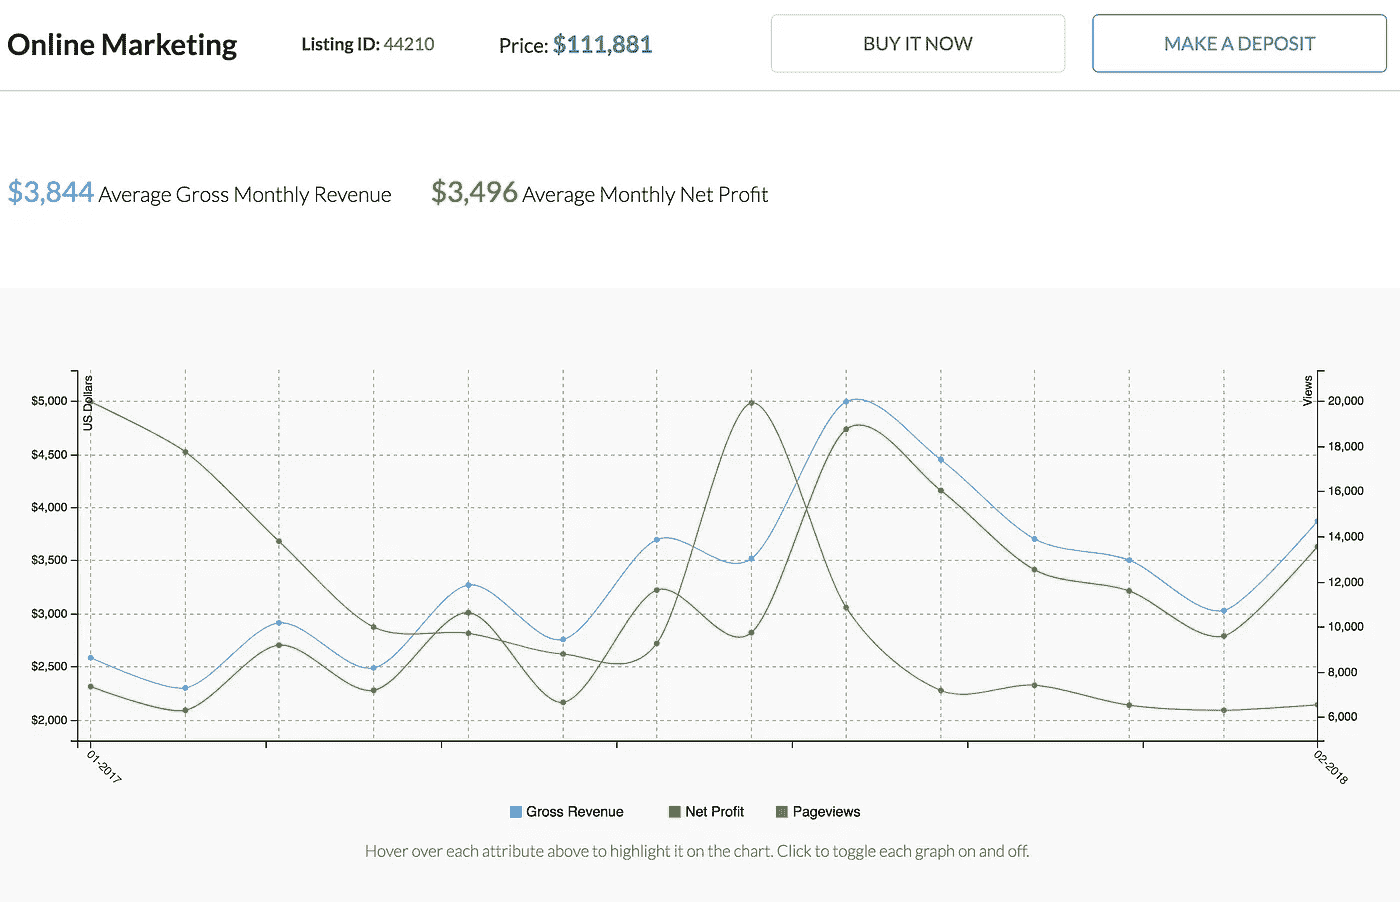 Online Marketing
Listing ID: 44210
Price: $111,881
BUY IT NOW
MAKE A DEPOSIT
$3,844 Average Gross Monthly Revenue
$3,496 Average Monthly Net Profit
US Dollars
Views
$5,000
$4,500
$4,000
$3,500
$3,000
$2,500
$2,000
20,000
18,000
16,000
14,000
12,000
10,000
8,000
6,000
01-2017
02-2018
Gross Revenue
Net Profit
Pageviews
Hover over each attribute above to highlight it on the chart. Click to toggle each graph on and off.